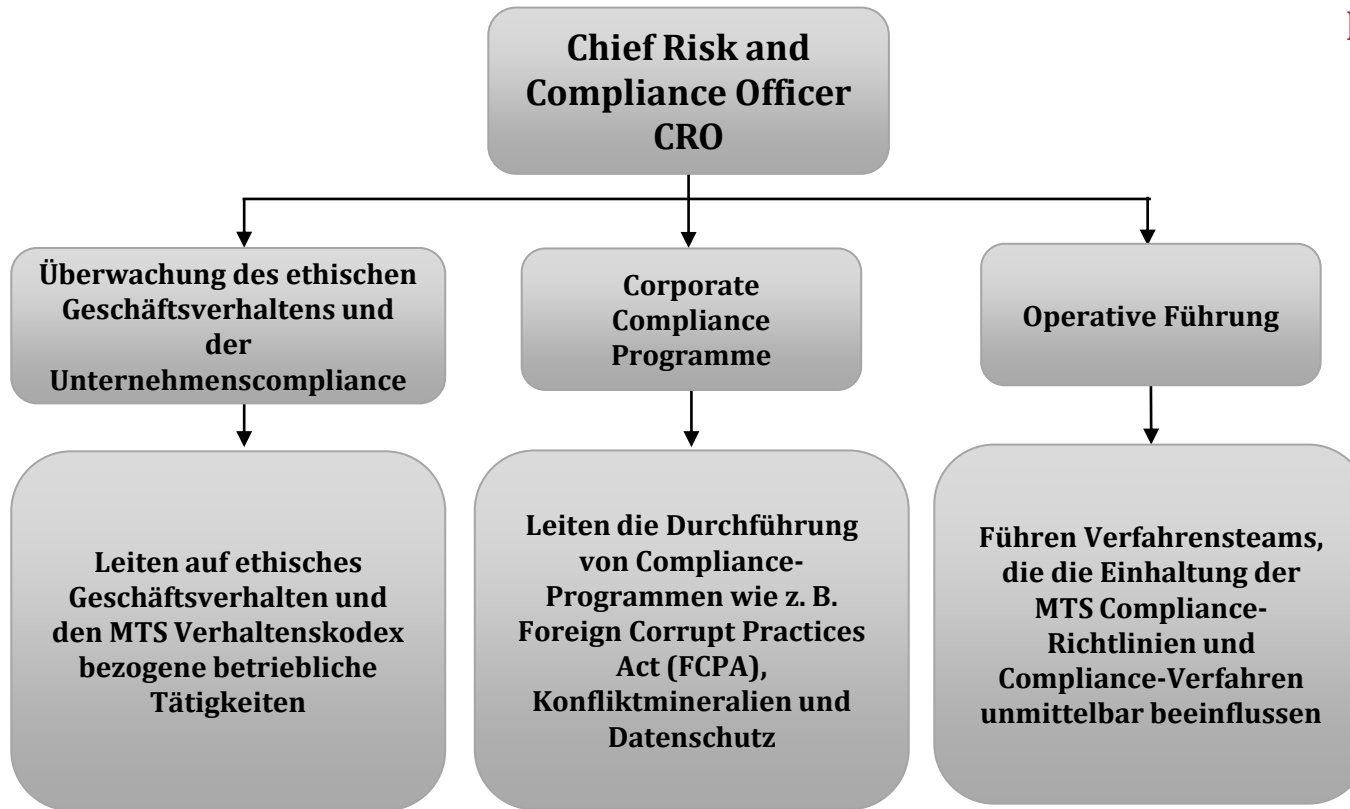 Chief Risk and
Compliance Officer
CRO
Überwachung des ethischen
Geschäftsverhaltens und
der
Unternehmenscompliance
Corporate
Compliance
Programme
Operative Führung
Leiten auf ethisches
Geschäftsverhalten und
den MTS Verhaltenskodex
bezogene betriebliche
Tätigkeiten
Leiten die Durchführung
von Compliance-
Programmen wie z. B.
Foreign Corrupt Practices
Act (FCPA),
Konfliktmineralien und
Datenschutz
Führen Verfahrensteams,
die die Einhaltung der
MTS Compliance-
Richtlinien und
Compliance-Verfahren
unmittelbar beeinflussen